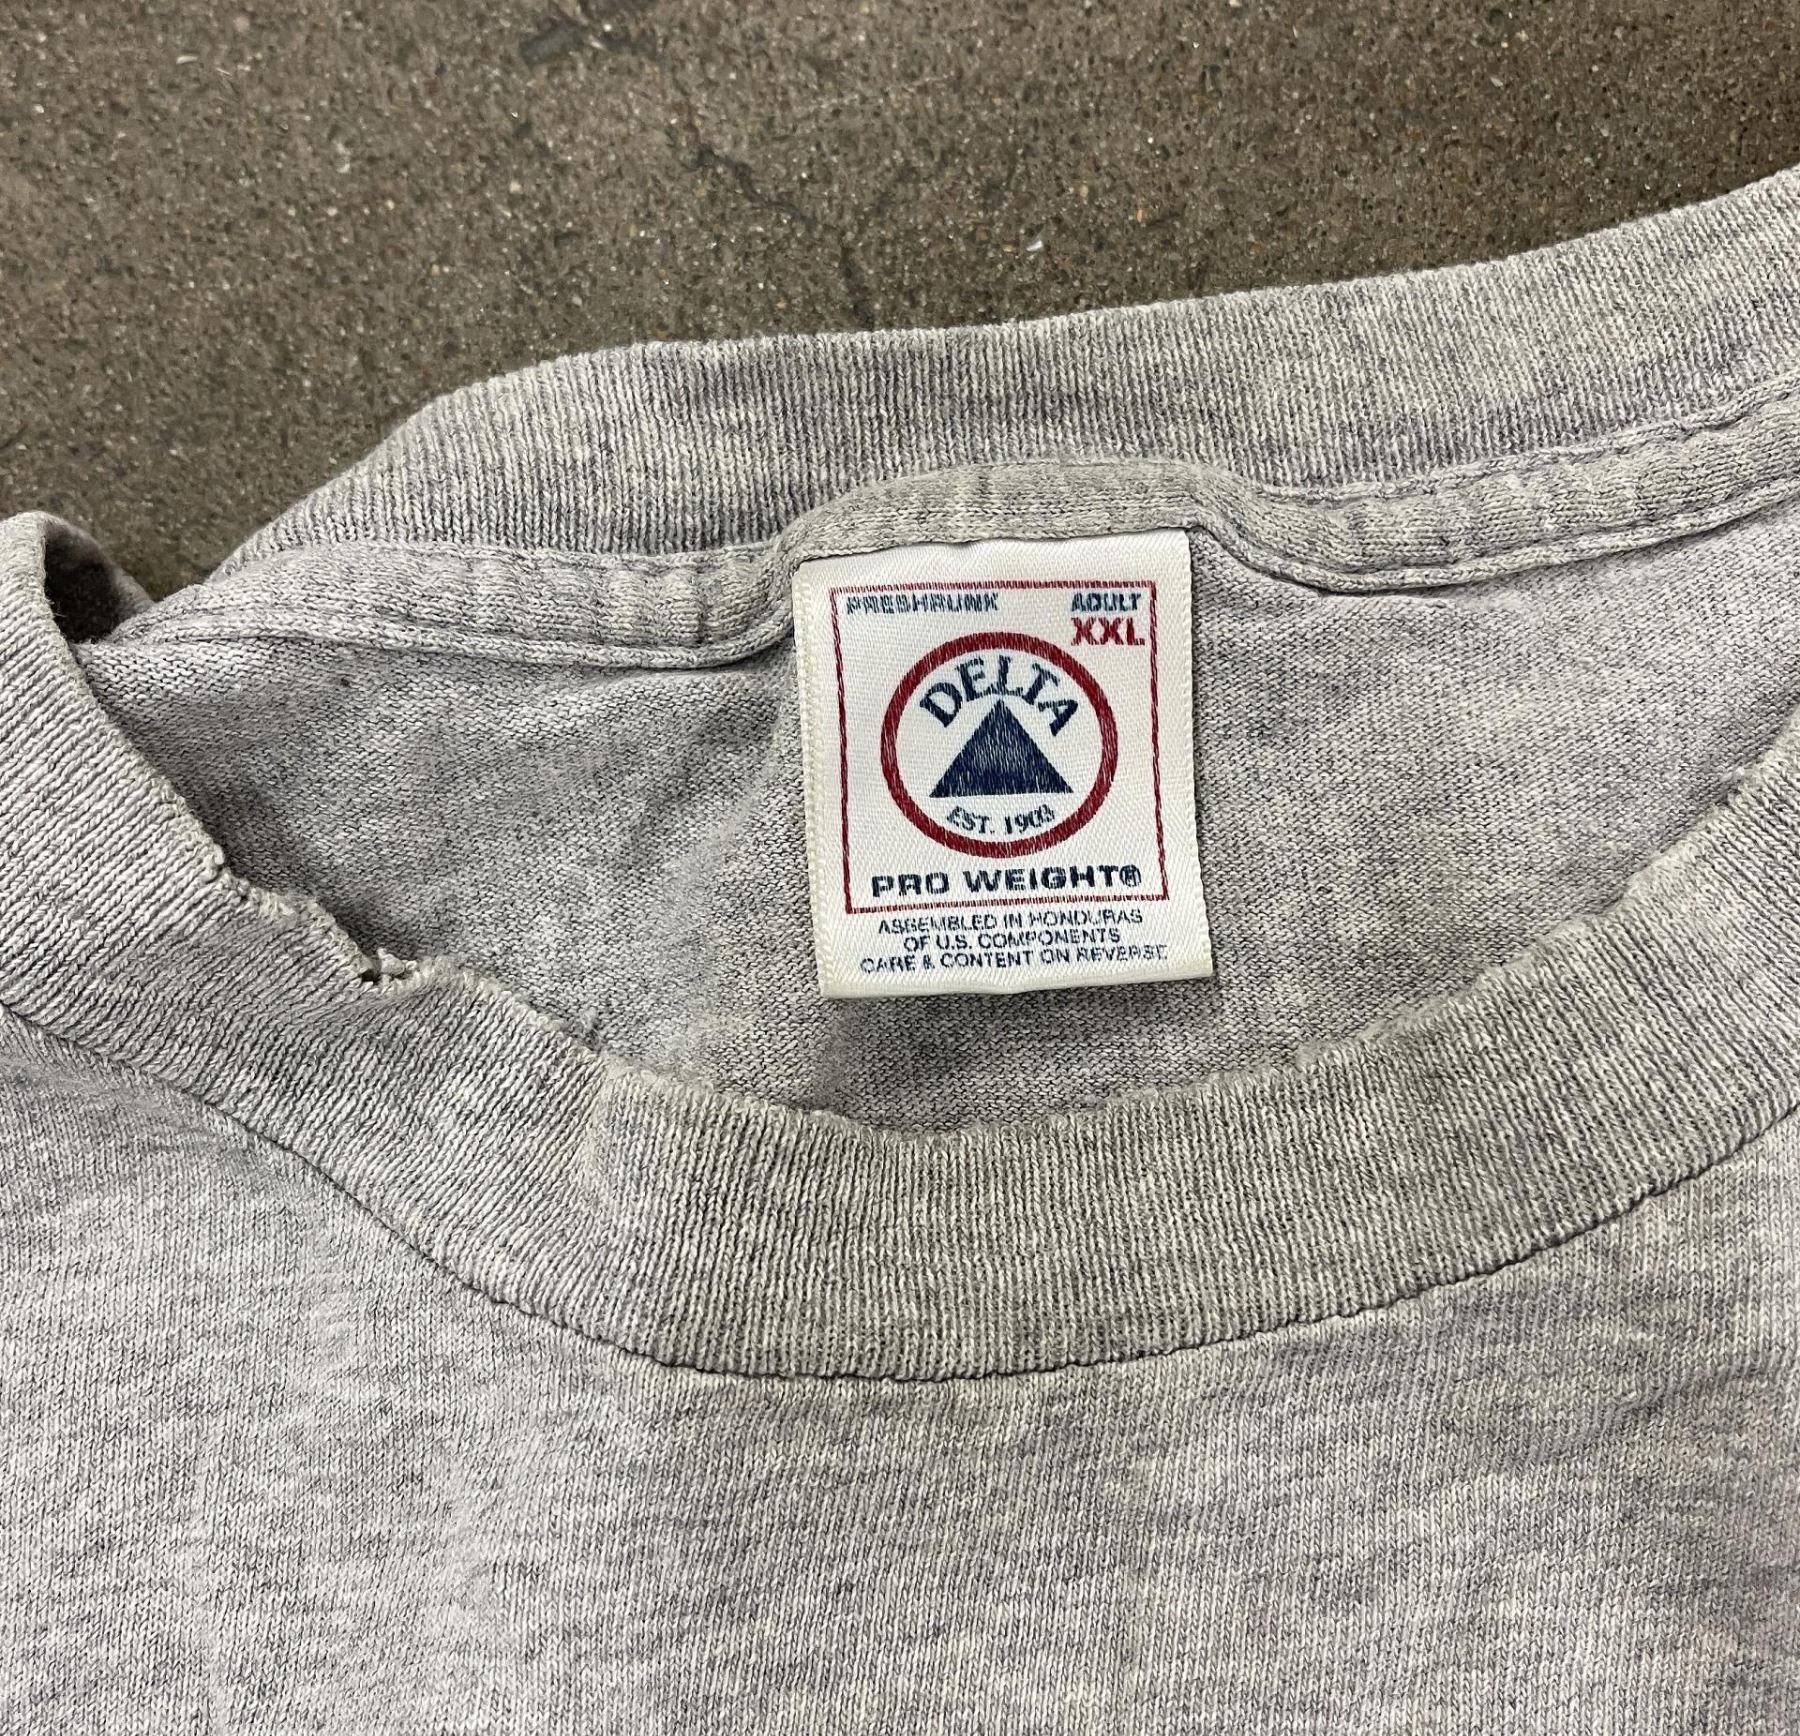 PRESHRUNK ADULT
XXL
DELTA
EST. 1903
PRO WEIGHT®
ASSEMBLED IN HONDURAS
OF U.S. COMPONENTS
CARE & CONTENT ON REVERSE